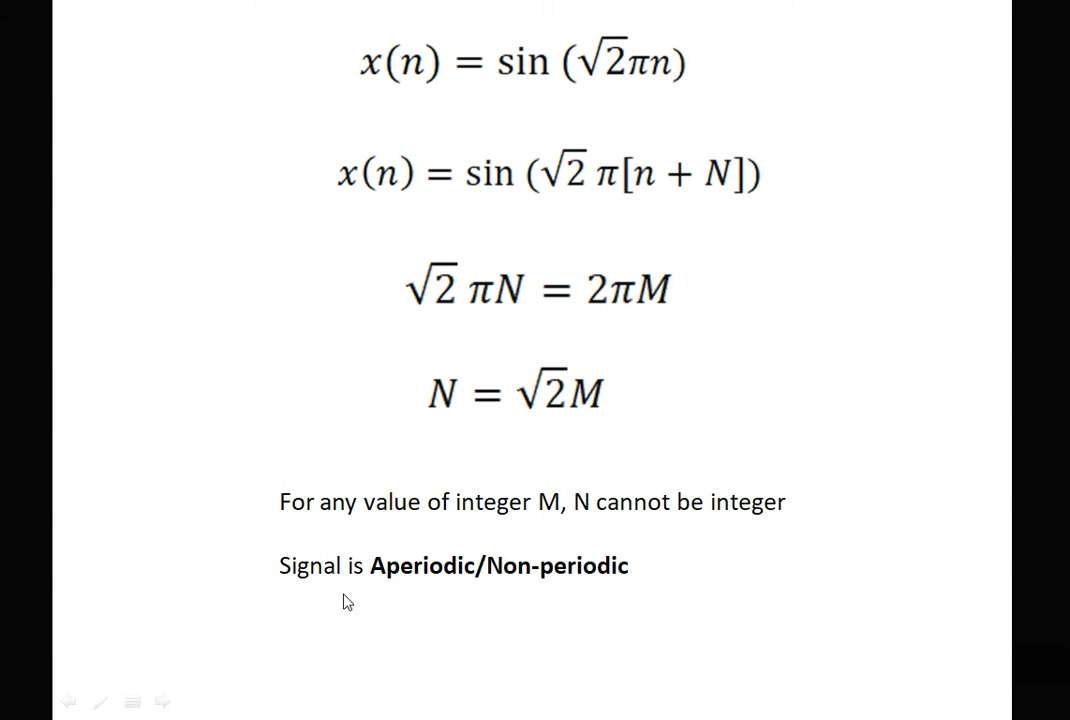 x(n) = sin (√2πn)
x(n) = sin (√2 π[n + N])
√2 πN = 2πM
N = √2M
For any value of integer M, N cannot be integer
Signal is Aperiodic/Non-periodic